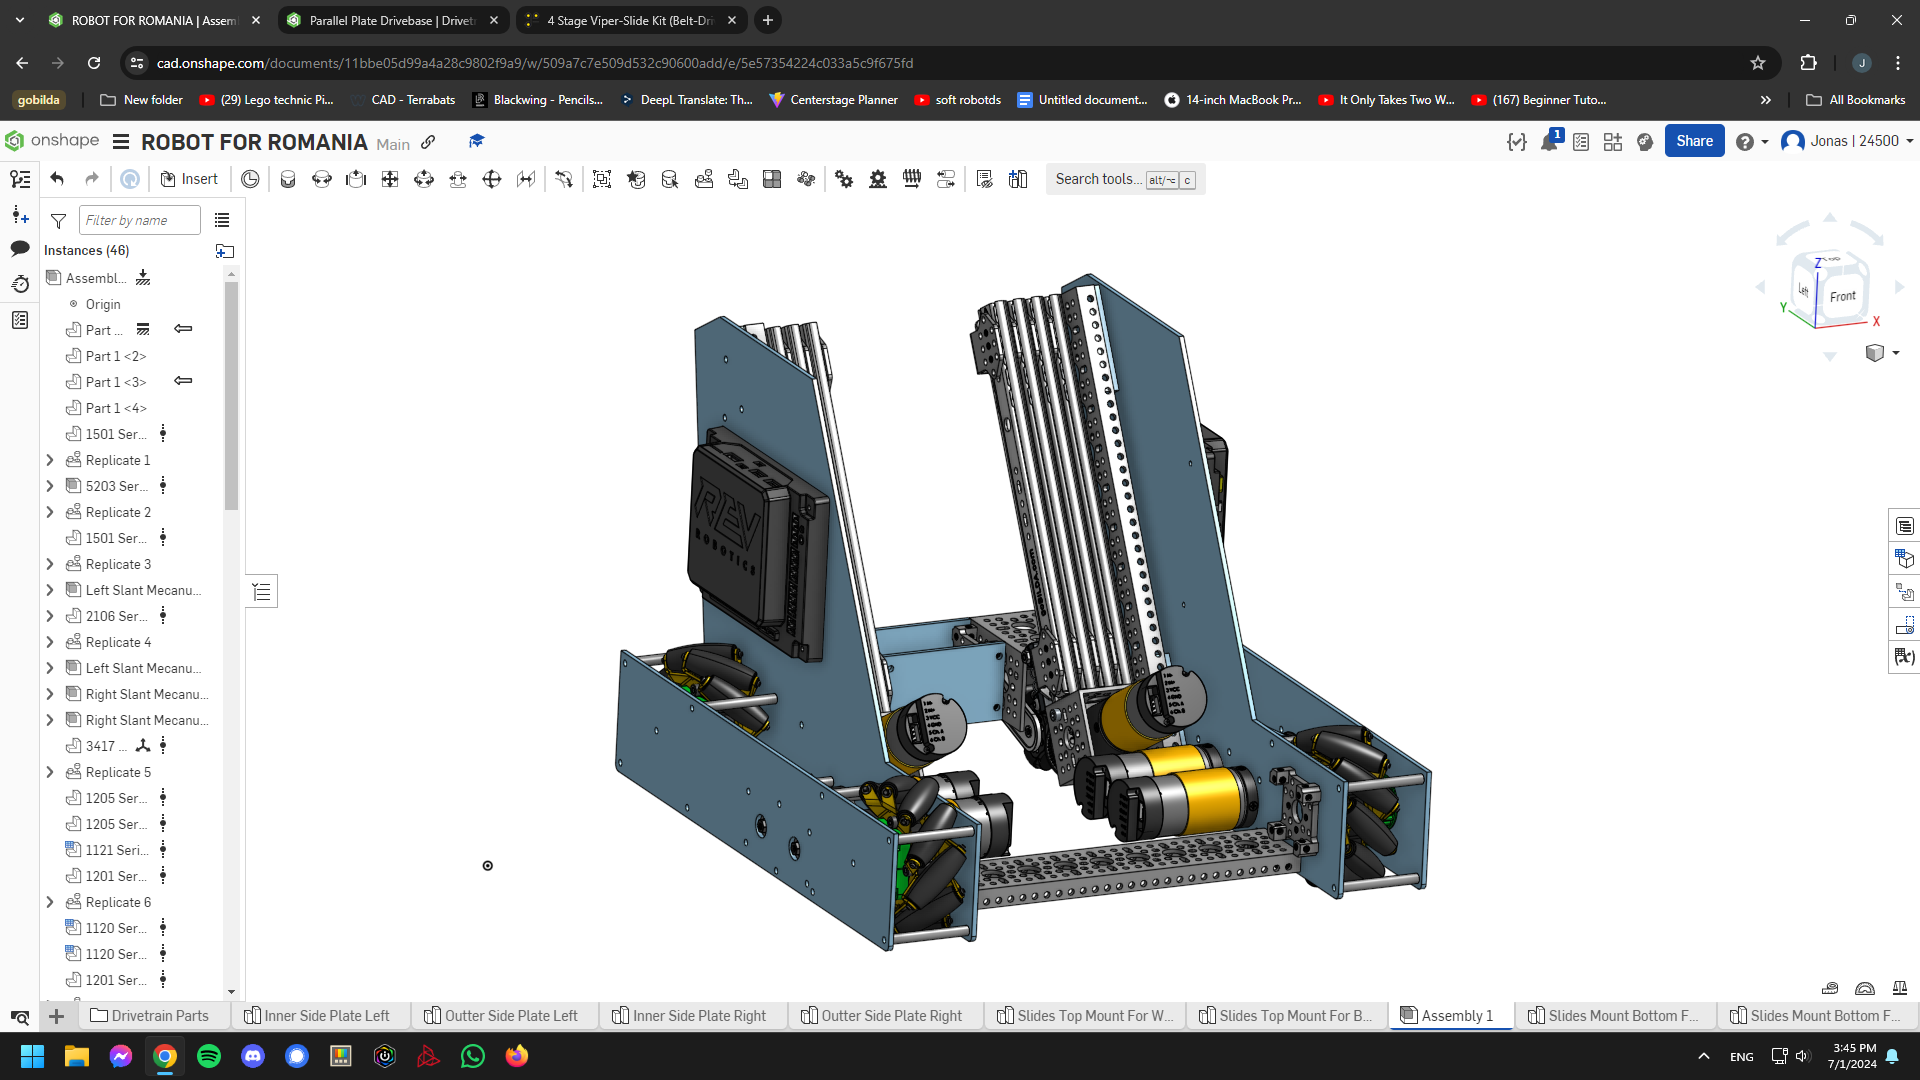 ROBOT FOR ROMANIA | Assem
Parallel Plate Drivebase | Drivet
4 Stage Viper-Slide Kit (Belt-Dri
cad.onshape.com/documents/11bbe05d99a4a28c9802f9a9/w/509a7c7e509d532c90600add/e/5e57354224c033a5c9f675fd
J
gobilda
New folder
(29) Lego technic Pi...
CAD - Terrabats
Blackwing - Pencils...
DeepL Translate: Th...
Centerstage Planner
soft robotds
Untitled document...
14-inch MacBook Pr...
It Only Takes Two W...
(167) Beginner Tuto...
All Bookmarks
onshape
ROBOT FOR ROMANIA Main
1
Share
Jonas | 24500
Insert
Search tools... alt/⌥ c
Filter by name
Instances (46)
Assembl...
Origin
Part ...
Part 1 <2>
Part 1 <3>
Part 1 <4>
1501 Ser...
Replicate 1
5203 Ser...
Replicate 2
1501 Ser...
Replicate 3
Left Slant Mecanu...
2106 Ser...
Replicate 4
Left Slant Mecanu...
Right Slant Mecanu...
Right Slant Mecanu...
3417 ...
Replicate 5
1205 Ser...
1205 Ser...
1121 Seri...
1201 Ser...
Replicate 6
1120 Ser...
1120 Ser...
1201 Ser...
REV
ROBOTICS
Top
Left
Front
Z
Y
X
Drivetrain Parts
Inner Side Plate Left
Outter Side Plate Left
Inner Side Plate Right
Outter Side Plate Right
Slides Top Mount For W...
Slides Top Mount For B...
Assembly 1
Slides Mount Bottom F...
Slides Mount Bottom F...
ENG
3:45 PM
7/1/2024